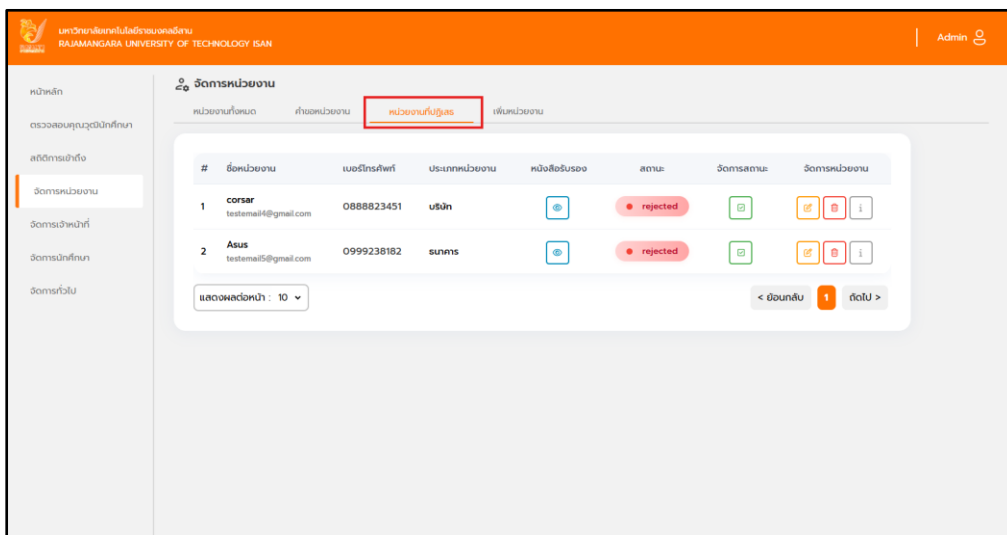 มหาวิทยาลัยเทคโนโลยีราชมงคลอีสาน
RAJAMANGARA UNIVERSITY OF TECHNOLOGY ISAN
Admin
หน้าหลัก
ตรวจสอบคุณวุฒินักศึกษา
สถิติการเข้าถึง
จัดการหน่วยงาน
จัดการเจ้าหน้าที่
จัดการนักศึกษา
จัดการทั่วไป
จัดการหน่วยงาน
หน่วยงานทั้งหมด คำขอหน่วยงาน หน่วยงานที่ปฏิเสธ เพิ่มหน่วยงาน
# ชื่อหน่วยงาน เบอร์โทรศัพท์ ประเภทหน่วยงาน หนังสือรับรอง สถานะ จัดการสถานะ จัดการหน่วยงาน
1 corsar 0888823451 บริษัท rejected
testemail4@gmail.com
2 Asus 0999238182 ธนาคาร rejected
testemail5@gmail.com
แสดงผลต่อหน้า : 10 < ย้อนกลับ 1 ถัดไป >